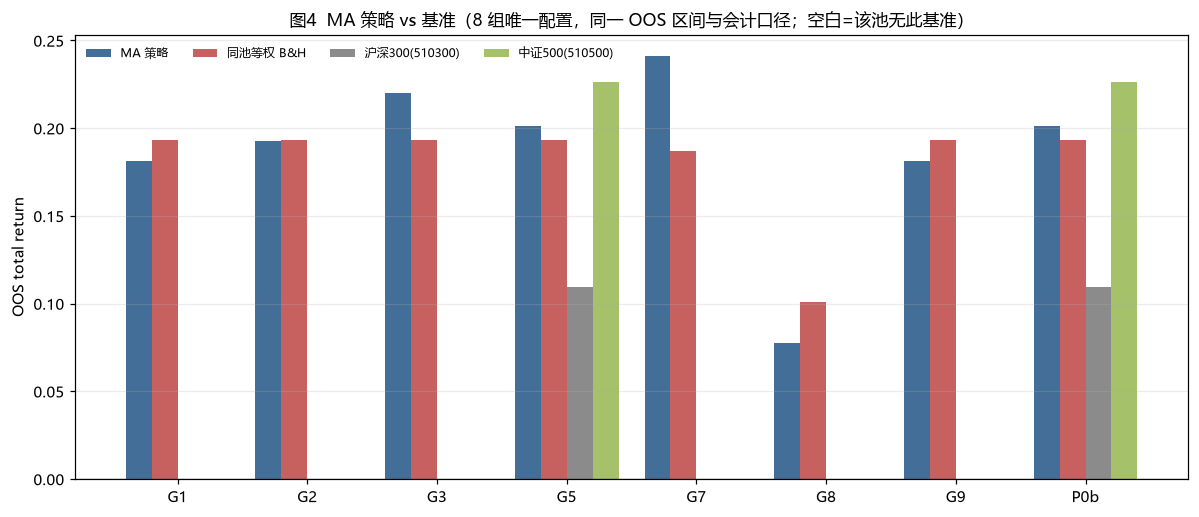 图4  MA 策略 vs 基准（8 组唯一配置，同一 OOS 区间与会计口径；空白=该池无此基准）
MA 策略
同池等权 B&H
沪深300(510300)
中证500(510500)
OOS total return
0.25
0.20
0.15
0.10
0.05
0.00
G1
G2
G3
G5
G7
G8
G9
P0b